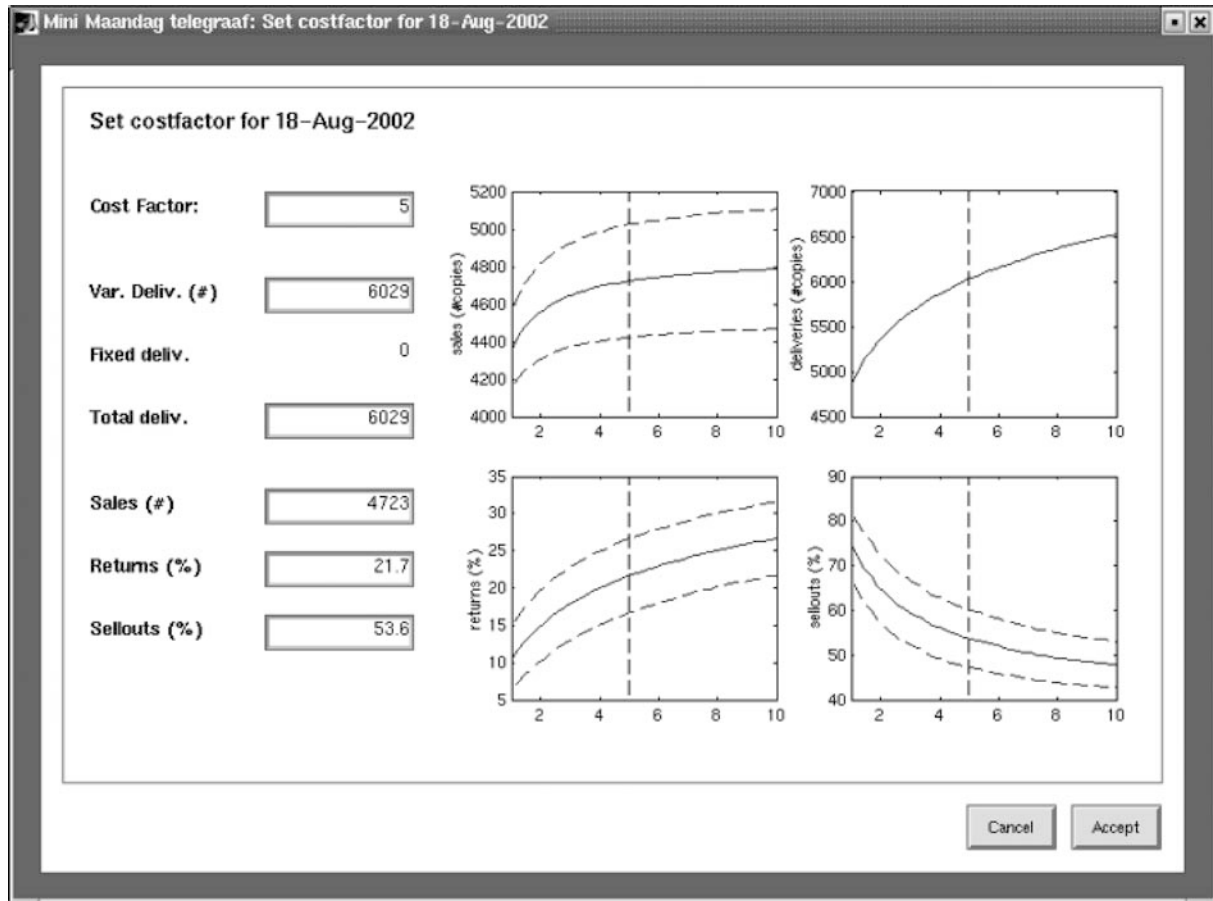 Mini Maandag telegraaf: Set costfactor for 18-Aug-2002
Set costfactor for 18-Aug-2002
Cost Factor: 5
Var. Deliv. (#) 6029
Fixed deliv. 0
Total deliv. 6029
Sales (#) 4723
Returns (%) 21.7
Sellouts (%) 53.6
sales (#copies)
5200
5000
4800
4600
4400
4200
4000
2 4 6 8 10
deliveries (#copies)
7000
6500
6000
5500
5000
4500
2 4 6 8 10
returns (%)
35
30
25
20
15
10
5
2 4 6 8 10
sellouts (%)
90
80
70
60
50
40
2 4 6 8 10
Cancel Accept